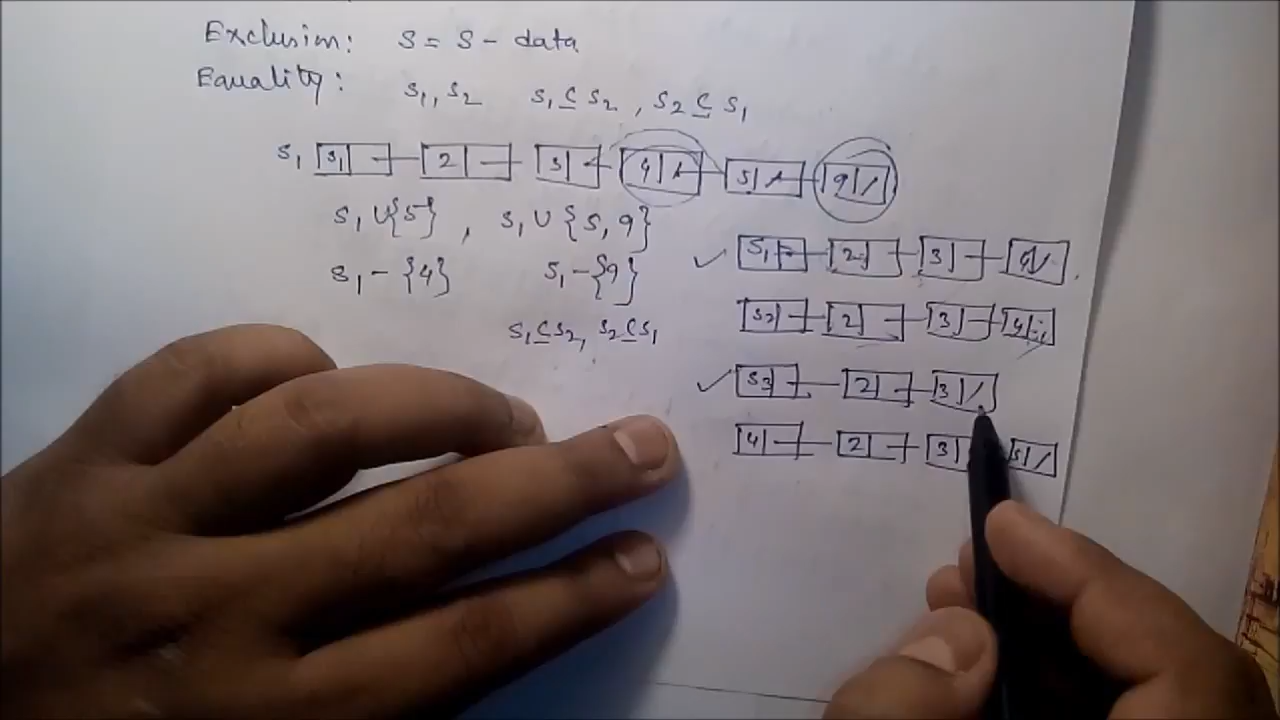 Exclusion: S = S - data
Equality: S₁, S₂ S₁ ⊆ S₂, S₂ ⊆ S₁
S₁ S₁ 2 3 4 5 9 /
S₁ ∪ {5}, S₁ ∪ {5, 9}
S₁ - {4} S₁ - {9}
S₁ ⊆ S₂, S₂ ⊆ S₁
✓ S₁ 2 3
S₂ 2 3 4
✓ S₃ 2 3 /
4 2 3 5 /